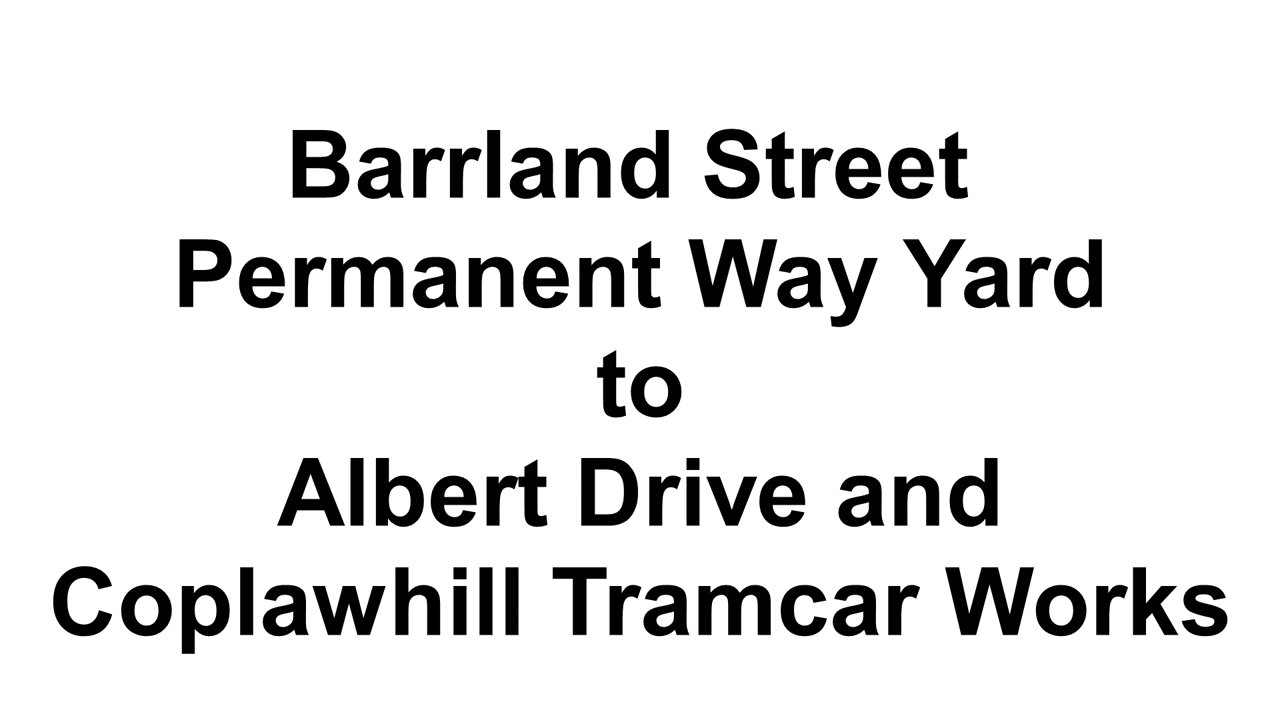 Barrland Street
Permanent Way Yard
to
Albert Drive and
Coplawhill Tramcar Works